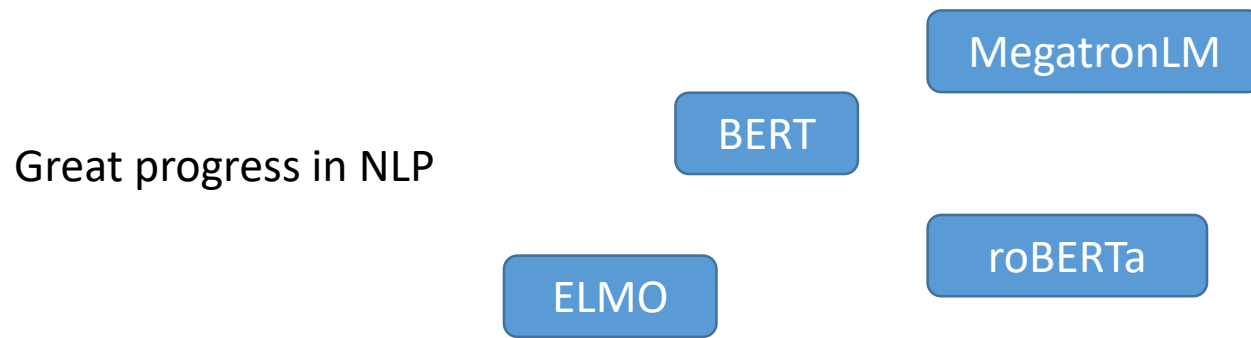 MegatronLM
BERT
Great progress in NLP
roBERTa
ELMO